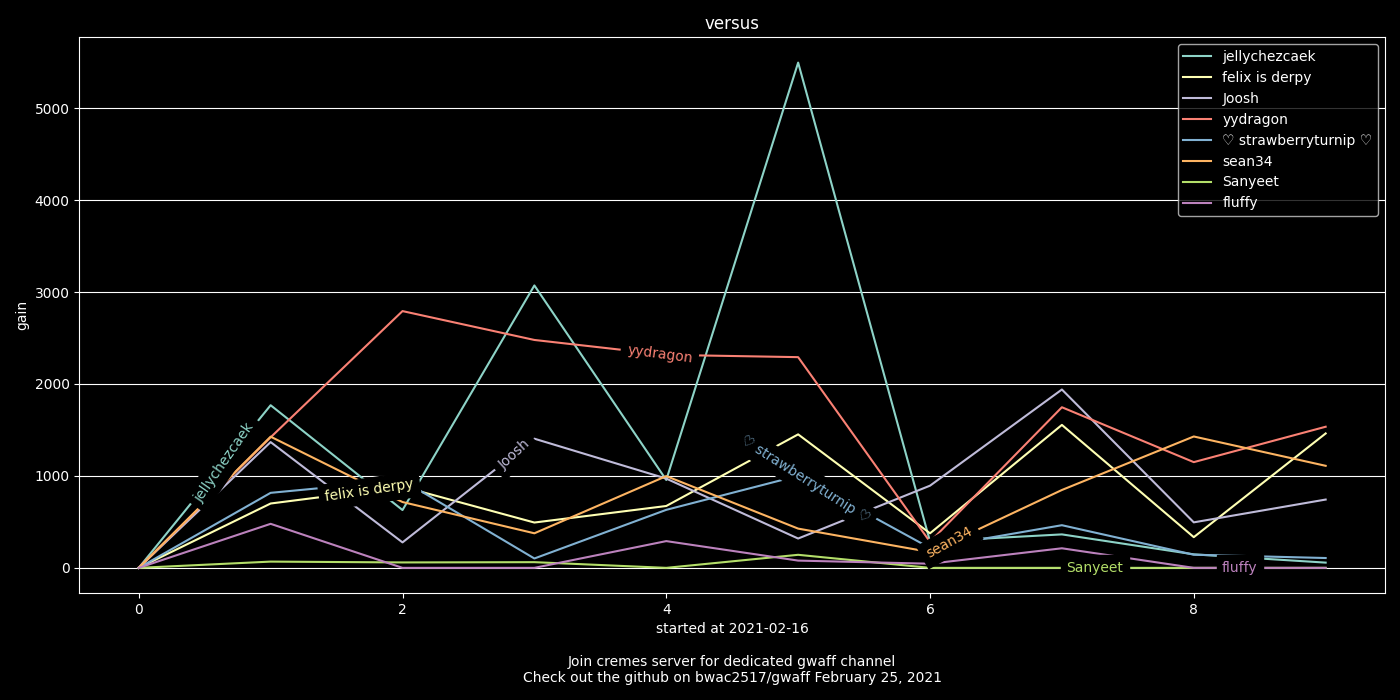 versus
jellychezcaek
felix is derpy
Joosh
yydragon
♡ strawberryturnip ♡
sean34
Sanyeet
fluffy
5000
4000
3000
2000
1000
0
gain
yydragon
jellychezcaek
Joosh
♡ strawberryturnip ♡
felix is derpy
sean34
Sanyeet
fluffy
0 2 4 6 8
started at 2021-02-16
Join cremes server for dedicated gwaff channel
Check out the github on bwac2517/gwaff February 25, 2021